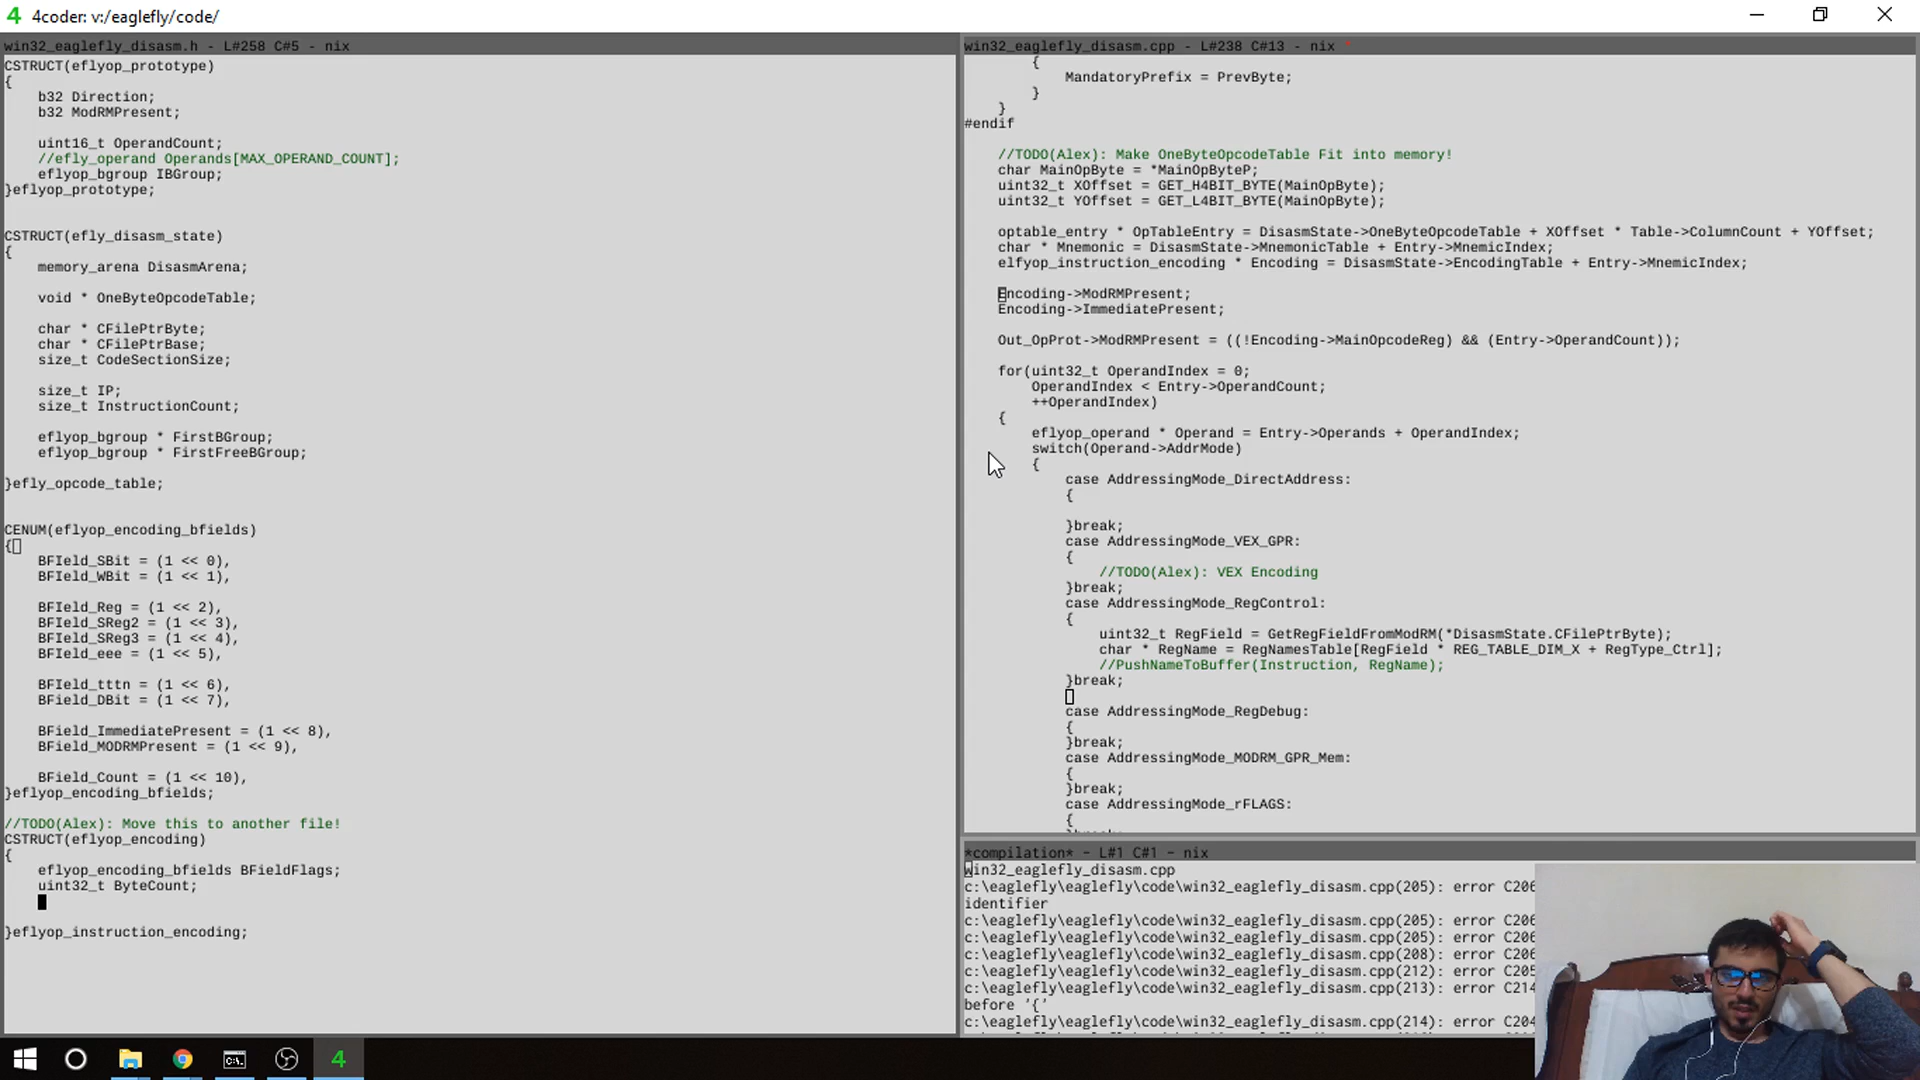 4coder: v:/eaglefly/code/
win32_eaglefly_disasm.h - L#258 C#5 - nix
CSTRUCT(eflyop_prototype)
{
b32 Direction;
b32 ModRMPresent;
uint16_t OperandCount;
//efly_operand Operands[MAX_OPERAND_COUNT];
eflyop_bgroup IBGroup;
}eflyop_prototype;
CSTRUCT(efly_disasm_state)
{
memory_arena DisasmArena;
void * OneByteOpcodeTable;
char * CFilePtrByte;
char * CFilePtrBase;
size_t CodeSectionSize;
size_t IP;
size_t InstructionCount;
eflyop_bgroup * FirstBGroup;
eflyop_bgroup * FirstFreeBGroup;
}efly_opcode_table;
CENUM(eflyop_encoding_bfields)
{
BFIeld_SBit = (1 << 0),
BFIeld_WBit = (1 << 1),
BFIeld_Reg = (1 << 2),
BFIeld_SReg2 = (1 << 3),
BFIeld_SReg3 = (1 << 4),
BFIeld_eee = (1 << 5),
BFIeld_tttn = (1 << 6),
BField_DBit = (1 << 7),
BField_ImmediatePresent = (1 << 8),
BField_MODRMPresent = (1 << 9),
BField_Count = (1 << 10),
}eflyop_encoding_bfields;
//TODO(Alex): Move this to another file!
CSTRUCT(eflyop_encoding)
{
eflyop_encoding_bfields BFieldFlags;
uint32_t ByteCount;
}eflyop_instruction_encoding;
win32_eaglefly_disasm.cpp - L#238 C#13 - nix *
{
MandatoryPrefix = PrevByte;
}
}
#endif
//TODO(Alex): Make OneByteOpcodeTable Fit into memory!
char MainOpByte = *MainOpByteP;
uint32_t XOffset = GET_H4BIT_BYTE(MainOpByte);
uint32_t YOffset = GET_L4BIT_BYTE(MainOpByte);
optable_entry * OpTableEntry = DisasmState->OneByteOpcodeTable + XOffset * Table->ColumnCount + YOffset;
char * Mnemonic = DisasmState->MnemonicTable + Entry->MnemicIndex;
elfyop_instruction_encoding * Encoding = DisasmState->EncodingTable + Entry->MnemicIndex;
Encoding->ModRMPresent;
Encoding->ImmediatePresent;
Out_OpProt->ModRMPresent = ((!Encoding->MainOpcodeReg) && (Entry->OperandCount));
for(uint32_t OperandIndex = 0;
OperandIndex < Entry->OperandCount;
++OperandIndex)
{
eflyop_operand * Operand = Entry->Operands + OperandIndex;
switch(Operand->AddrMode)
{
case AddressingMode_DirectAddress:
{
}break;
case AddressingMode_VEX_GPR:
{
//TODO(Alex): VEX Encoding
}break;
case AddressingMode_RegControl:
{
uint32_t RegField = GetRegFieldFromModRM(*DisasmState.CFilePtrByte);
char * RegName = RegNamesTable[RegField * REG_TABLE_DIM_X + RegType_Ctrl];
//PushNameToBuffer(Instruction, RegName);
}break;
case AddressingMode_RegDebug:
{
}break;
case AddressingMode_MODRM_GPR_Mem:
{
}break;
case AddressingMode_rFLAGS:
{
}break;
*compilation* - L#1 C#1 - nix
win32_eaglefly_disasm.cpp
c:\eaglefly\eaglefly\code\win32_eaglefly_disasm.cpp(205): error C206
identifier
c:\eaglefly\eaglefly\code\win32_eaglefly_disasm.cpp(205): error C206
c:\eaglefly\eaglefly\code\win32_eaglefly_disasm.cpp(205): error C206
c:\eaglefly\eaglefly\code\win32_eaglefly_disasm.cpp(208): error C206
c:\eaglefly\eaglefly\code\win32_eaglefly_disasm.cpp(212): error C205
c:\eaglefly\eaglefly\code\win32_eaglefly_disasm.cpp(213): error C214
before '{'
c:\eaglefly\eaglefly\code\win32_eaglefly_disasm.cpp(214): error C204